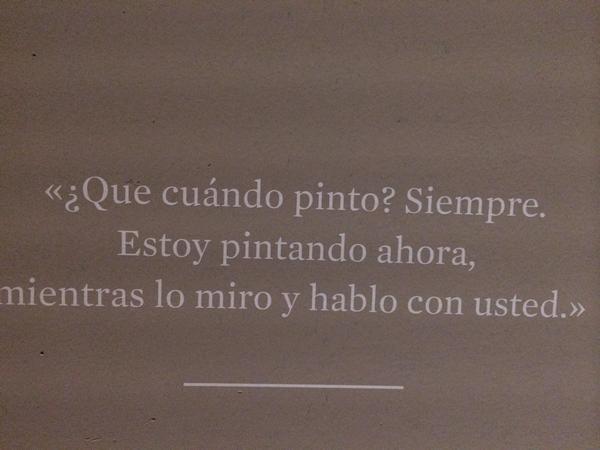 «¿Que cuándo pinto? Siempre.
Estoy pintando ahora,
mientras lo miro y hablo con usted.»